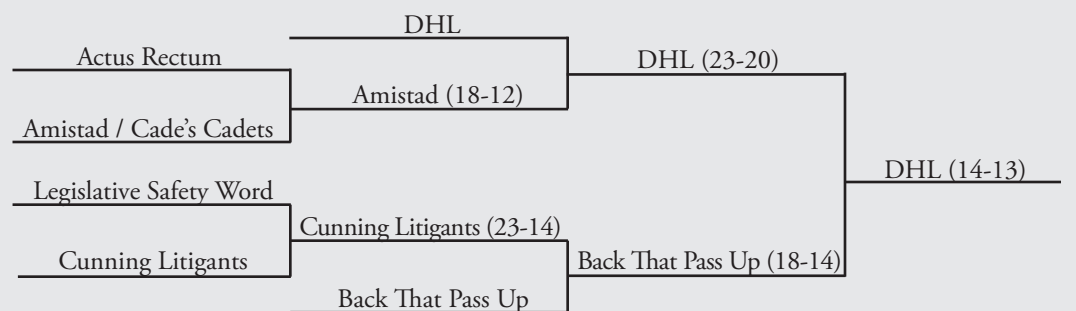 DHL
Actus Rectum
DHL (23-20)
Amistad (18-12)
Amistad / Cade's Cadets
DHL (14-13)
Legislative Safety Word
Cunning Litigants (23-14)
Cunning Litigants
Back That Pass Up (18-14)
Back That Pass Up